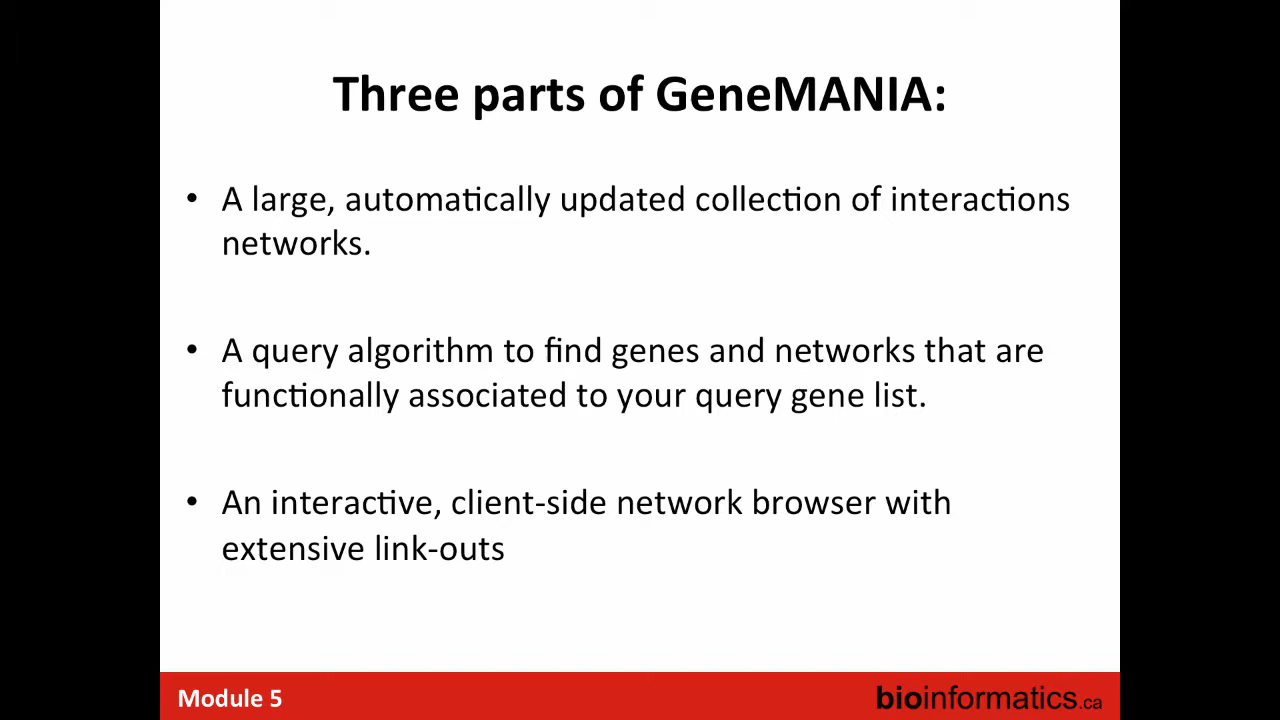 Three parts of GeneMANIA:
• A large, automatically updated collection of interactions
networks.
• A query algorithm to find genes and networks that are
functionally associated to your query gene list.
• An interactive, client-side network browser with
extensive link-outs
Module 5
bioinformatics.ca